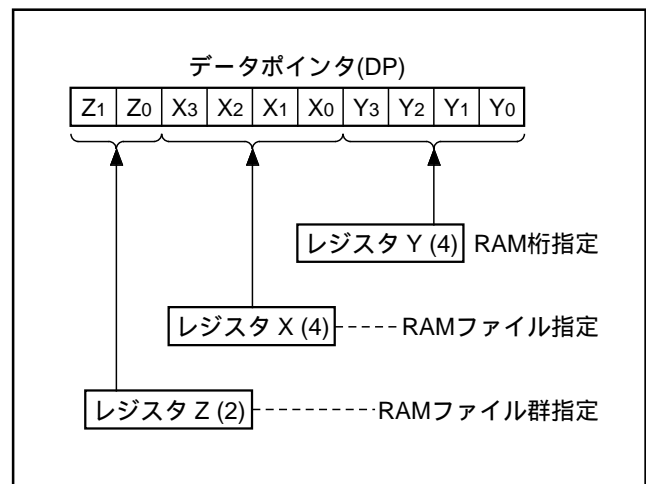 データポインタ(DP)
Z1 Z0 X3 X2 X1 X0 Y3 Y2 Y1 Y0
レジスタ Y (4) RAM桁指定
レジスタ X (4) RAMファイル指定
レジスタ Z (2) RAMファイル群指定